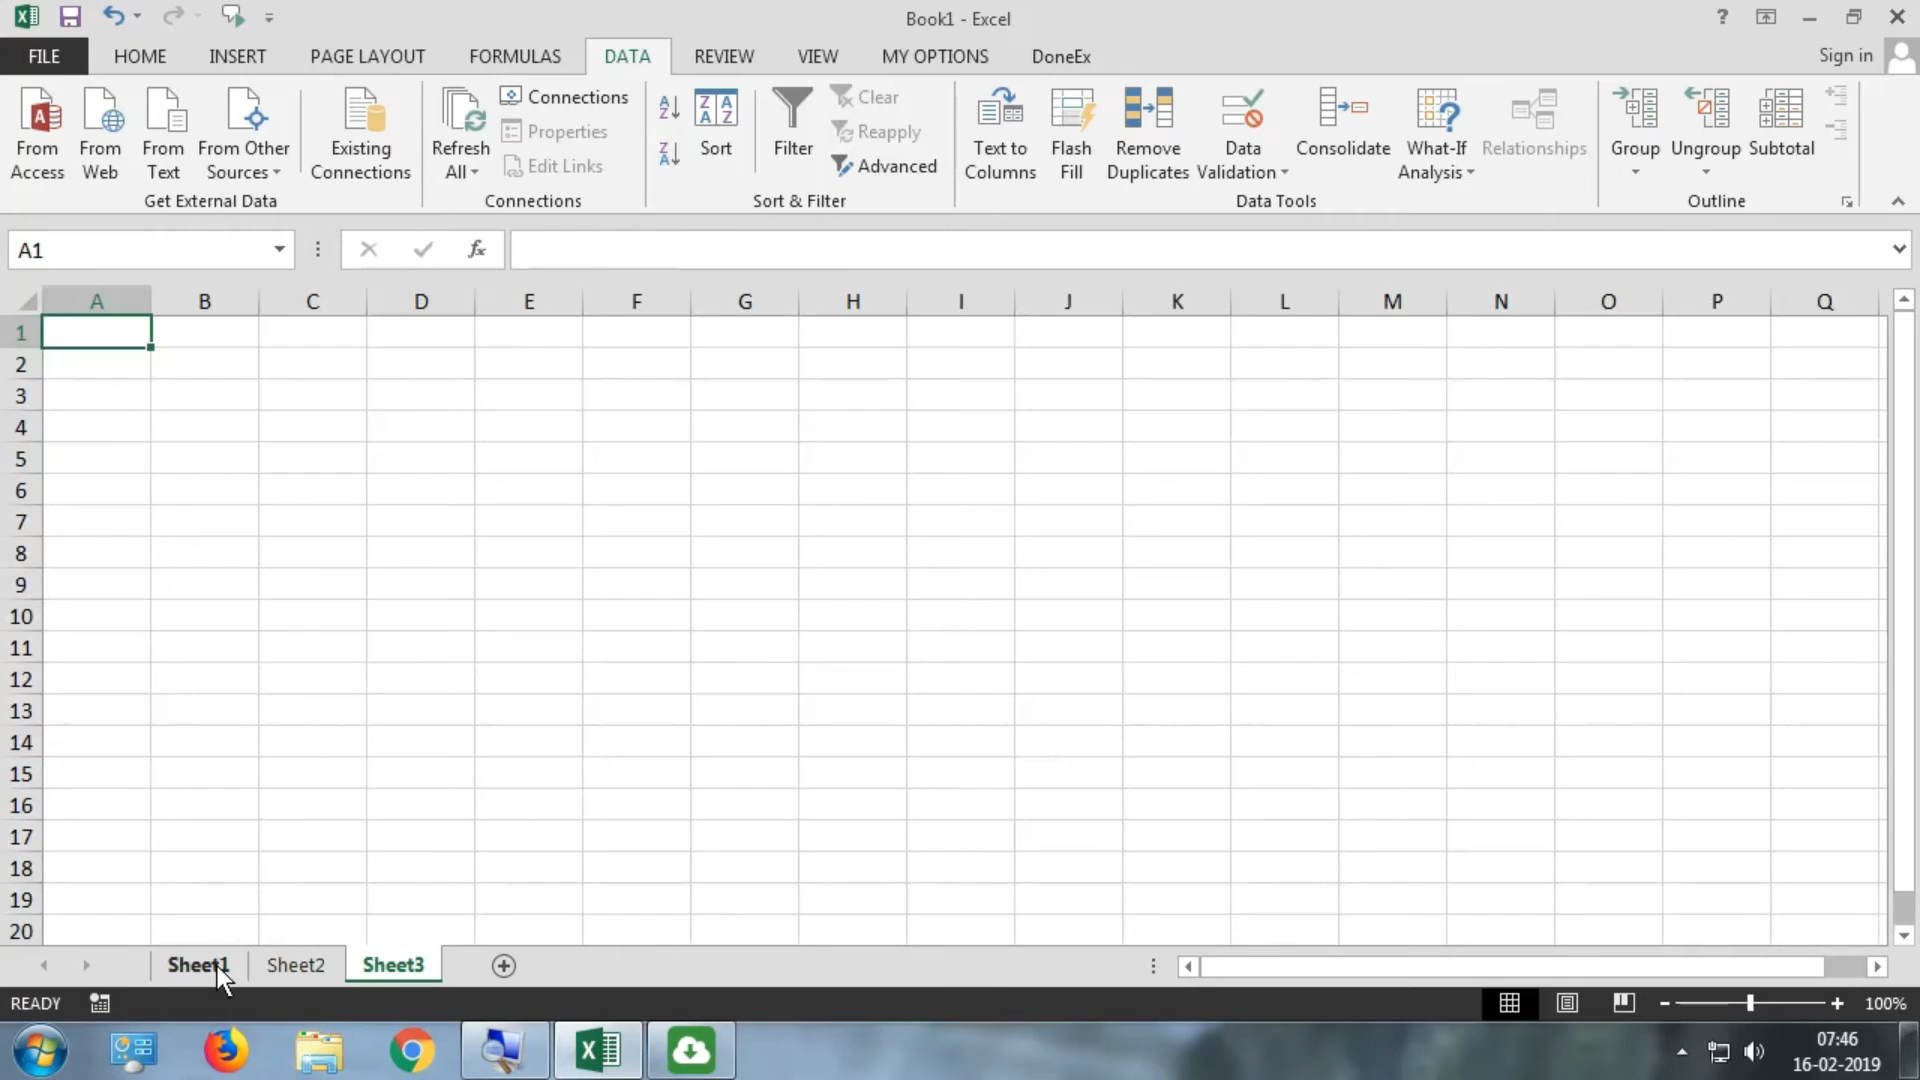 Book1 - Excel
FILE HOME INSERT PAGE LAYOUT FORMULAS DATA REVIEW VIEW MY OPTIONS DoneEx Sign in
From Access
From Web
From Text
From Other Sources
Existing Connections
Get External Data
Refresh All
Connections
Properties
Edit Links
Connections
Sort
Filter
Clear
Reapply
Advanced
Sort & Filter
Text to Columns
Flash Fill
Remove Duplicates
Data Validation
Consolidate
What-If Analysis
Relationships
Data Tools
Group
Ungroup
Subtotal
Outline
A1
fx
A B C D E F G H I J K L M N O P Q
1
2
3
4
5
6
7
8
9
10
11
12
13
14
15
16
17
18
19
20
Sheet1 Sheet2 Sheet3
READY 100%
07:46
16-02-2019